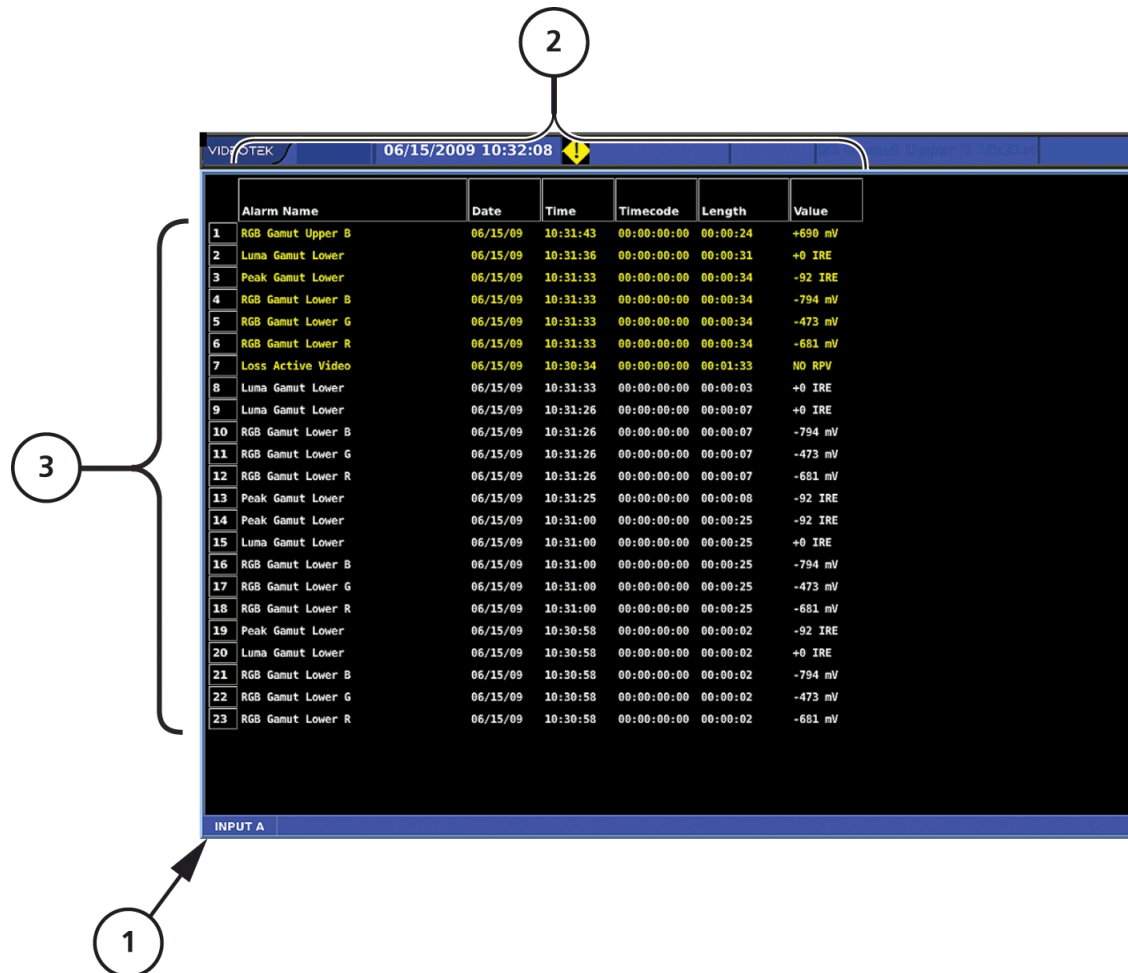 2
VIDEOTEK 06/15/2009 10:32:08 !
Alarm Name Date Time Timecode Length Value
1 RGB Gamut Upper B 06/15/09 10:31:43 00:00:00:00 00:00:24 +690 mV
2 Luma Gamut Lower 06/15/09 10:31:36 00:00:00:00 00:00:31 +0 IRE
3 Peak Gamut Lower 06/15/09 10:31:33 00:00:00:00 00:00:34 -92 IRE
4 RGB Gamut Lower B 06/15/09 10:31:33 00:00:00:00 00:00:34 -794 mV
5 RGB Gamut Lower G 06/15/09 10:31:33 00:00:00:00 00:00:34 -473 mV
6 RGB Gamut Lower R 06/15/09 10:31:33 00:00:00:00 00:00:34 -681 mV
7 Loss Active Video 06/15/09 10:30:34 00:00:00:00 00:01:33 NO RPV
8 Luma Gamut Lower 06/15/09 10:31:33 00:00:00:00 00:00:03 +0 IRE
9 Luma Gamut Lower 06/15/09 10:31:26 00:00:00:00 00:00:07 +0 IRE
10 RGB Gamut Lower B 06/15/09 10:31:26 00:00:00:00 00:00:07 -794 mV
11 RGB Gamut Lower G 06/15/09 10:31:26 00:00:00:00 00:00:07 -473 mV
12 RGB Gamut Lower R 06/15/09 10:31:26 00:00:00:00 00:00:07 -681 mV
13 Peak Gamut Lower 06/15/09 10:31:25 00:00:00:00 00:00:08 -92 IRE
14 Peak Gamut Lower 06/15/09 10:31:00 00:00:00:00 00:00:25 -92 IRE
15 Luma Gamut Lower 06/15/09 10:31:00 00:00:00:00 00:00:25 +0 IRE
16 RGB Gamut Lower B 06/15/09 10:31:00 00:00:00:00 00:00:25 -794 mV
17 RGB Gamut Lower G 06/15/09 10:31:00 00:00:00:00 00:00:25 -473 mV
18 RGB Gamut Lower R 06/15/09 10:31:00 00:00:00:00 00:00:25 -681 mV
19 Peak Gamut Lower 06/15/09 10:30:58 00:00:00:00 00:00:02 -92 IRE
20 Luma Gamut Lower 06/15/09 10:30:58 00:00:00:00 00:00:02 +0 IRE
21 RGB Gamut Lower B 06/15/09 10:30:58 00:00:00:00 00:00:02 -794 mV
22 RGB Gamut Lower G 06/15/09 10:30:58 00:00:00:00 00:00:02 -473 mV
23 RGB Gamut Lower R 06/15/09 10:30:58 00:00:00:00 00:00:02 -681 mV
3
INPUT A
1